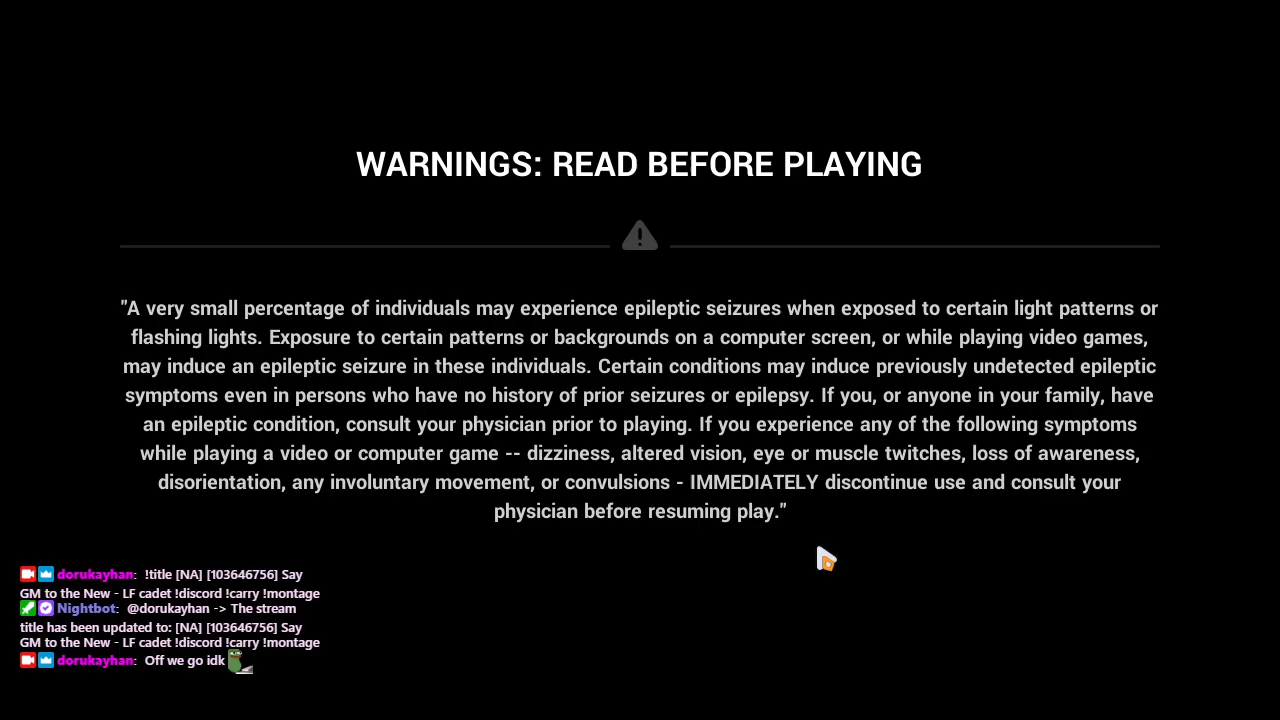 WARNINGS: READ BEFORE PLAYING
"A very small percentage of individuals may experience epileptic seizures when exposed to certain light patterns or
flashing lights. Exposure to certain patterns or backgrounds on a computer screen, or while playing video games,
may induce an epileptic seizure in these individuals. Certain conditions may induce previously undetected epileptic
symptoms even in persons who have no history of prior seizures or epilepsy. If you, or anyone in your family, have
an epileptic condition, consult your physician prior to playing. If you experience any of the following symptoms
while playing a video or computer game -- dizziness, altered vision, eye or muscle twitches, loss of awareness,
disorientation, any involuntary movement, or convulsions - IMMEDIATELY discontinue use and consult your
physician before resuming play."
dorukayhan: !title [NA] [103646756] Say
GM to the New - LF cadet !discord !carry !montage
Nightbot: @dorukayhan -> The stream
title has been updated to: [NA] [103646756] Say
GM to the New - LF cadet !discord !carry !montage
dorukayhan: Off we go idk